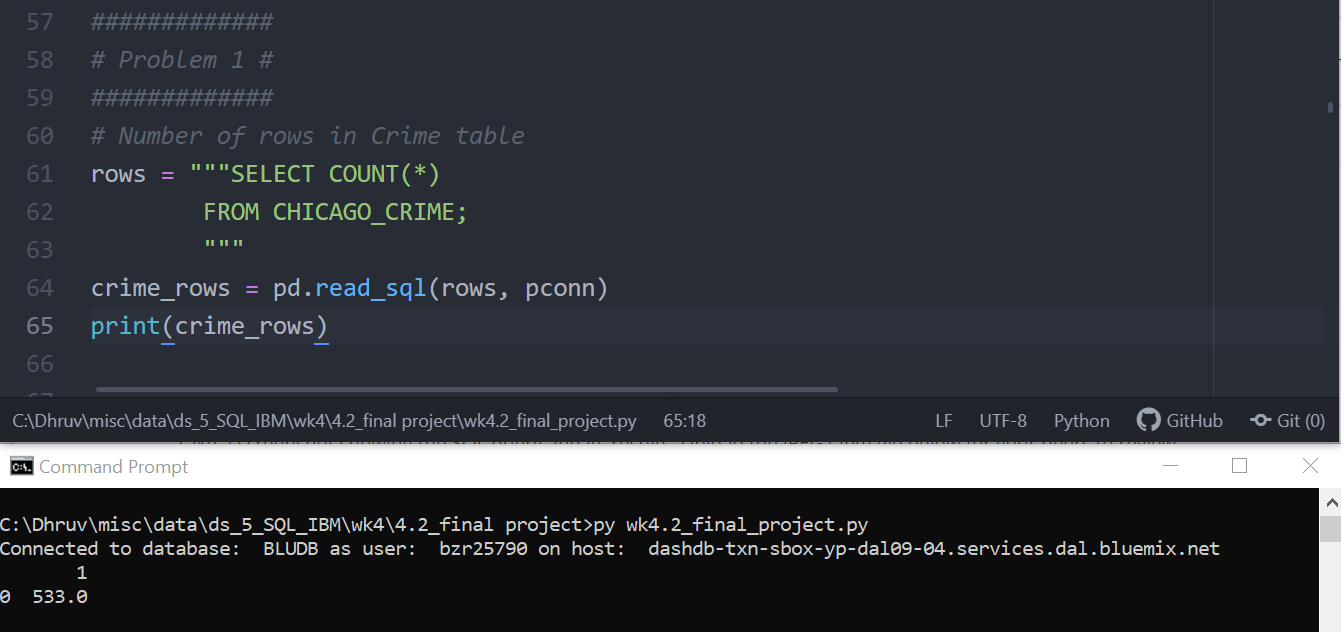 57 #############
58 # Problem 1 #
59 #############
60 # Number of rows in Crime table
61 rows = """SELECT COUNT(*)
62         FROM CHICAGO_CRIME;
63         """
64 crime_rows = pd.read_sql(rows, pconn)
65 print(crime_rows)
66
C:\Dhruv\misc\data\ds_5_SQL_IBM\wk4\4.2_final project\wk4.2_final_project.py 65:18 LF UTF-8 Python GitHub Git (0)
Command Prompt
C:\Dhruv\misc\data\ds_5_SQL_IBM\wk4\4.2_final project>py wk4.2_final_project.py
Connected to database:  BLUDB as user:  bzr25790 on host:  dashdb-txn-sbox-yp-dal09-04.services.dal.bluemix.net
       1
0  533.0